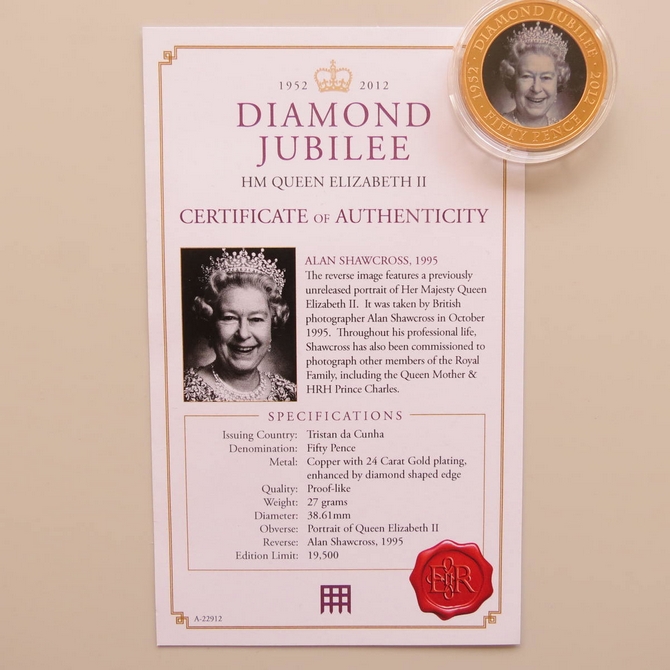 DIAMOND JUBILEE
1952
2012
FIFTY PENCE
1952 2012
DIAMOND
JUBILEE
HM QUEEN ELIZABETH II
CERTIFICATE OF AUTHENTICITY
ALAN SHAWCROSS, 1995
The reverse image features a previously
unreleased portrait of Her Majesty Queen
Elizabeth II. It was taken by British
photographer Alan Shawcross in October
1995. Throughout his professional life,
Shawcross has also been commissioned to
photograph other members of the Royal
Family, including the Queen Mother &
HRH Prince Charles.
SPECIFICATIONS
Issuing Country: Tristan da Cunha
Denomination: Fifty Pence
Metal: Copper with 24 Carat Gold plating,
enhanced by diamond shaped edge
Quality: Proof-like
Weight: 27 grams
Diameter: 38.61mm
Obverse: Portrait of Queen Elizabeth II
Reverse: Alan Shawcross, 1995
Edition Limit: 19,500
EIIR
A-22912